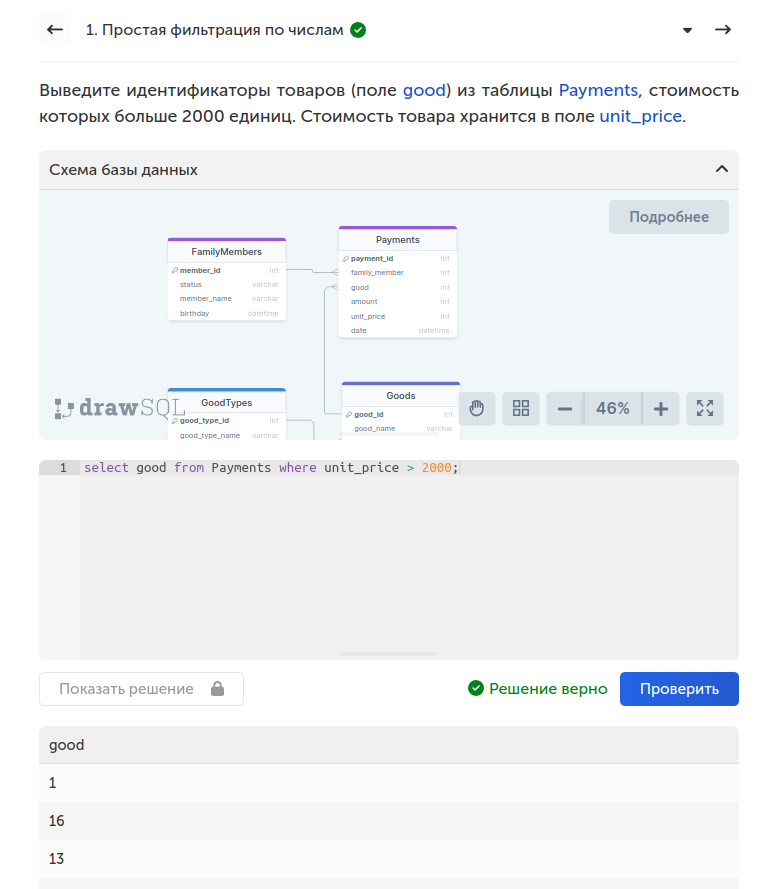 1. Простая фильтрация по числам
Выведите идентификаторы товаров (поле good) из таблицы Payments, стоимость
которых больше 2000 единиц. Стоимость товара хранится в поле unit_price.
Схема базы данных
Подробнее
FamilyMembers
member_id int
status varchar
member_name varchar
birthday datetime
Payments
payment_id int
family_member int
good int
amount int
unit_price int
date datetime
GoodTypes
good_type_id int
good_type_name varchar
Goods
good_id int
good_name varchar
drawSQL
46%
1 select good from Payments where unit_price > 2000;
Показать решение
Решение верно
Проверить
good
1
16
13